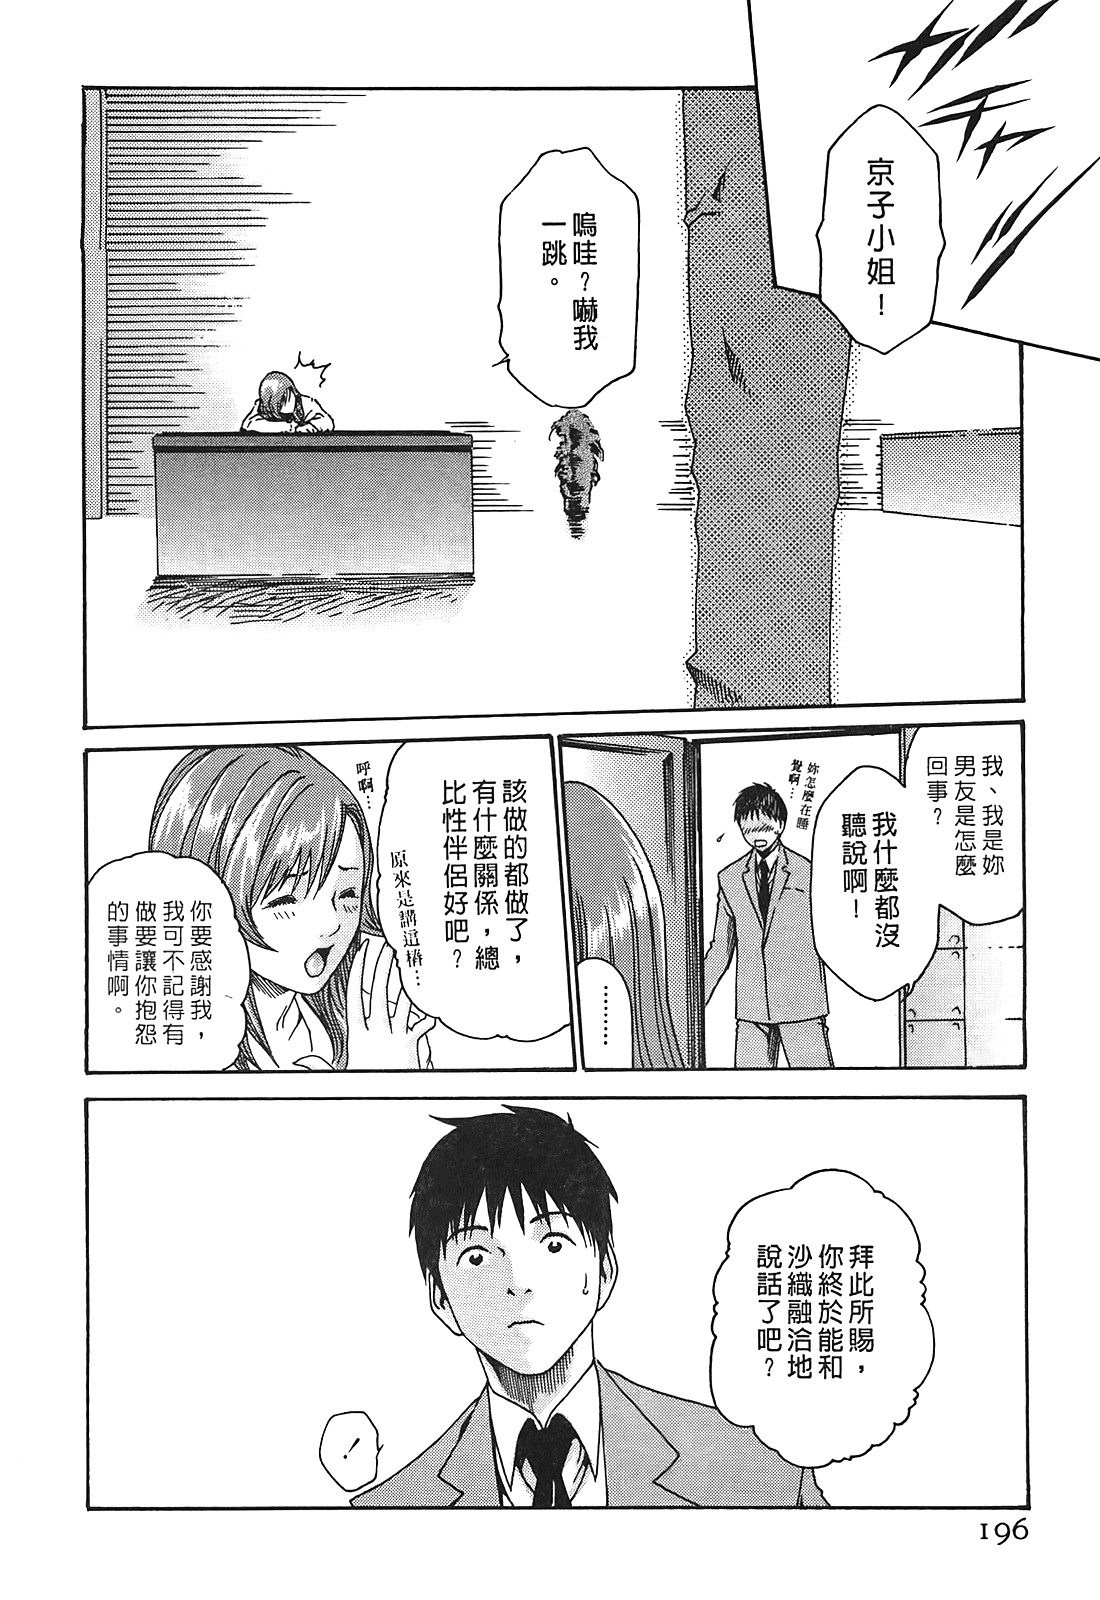 京子小姐！
嗚哇？嚇我
一跳。
我、我是妳
男友是怎麼
回事？
妳怎麼在睡
覺啊…
我什麼都沒
聽說啊！
………
該做的都做了，
有什麼關係，總
比性伴侶好吧？
原來是講這樁…
呼啊…
你要感謝我，
我可不記得有
做要讓你抱怨
的事情啊。
拜此所賜，
你終於能和
沙織融洽地
說話了吧？
！
196